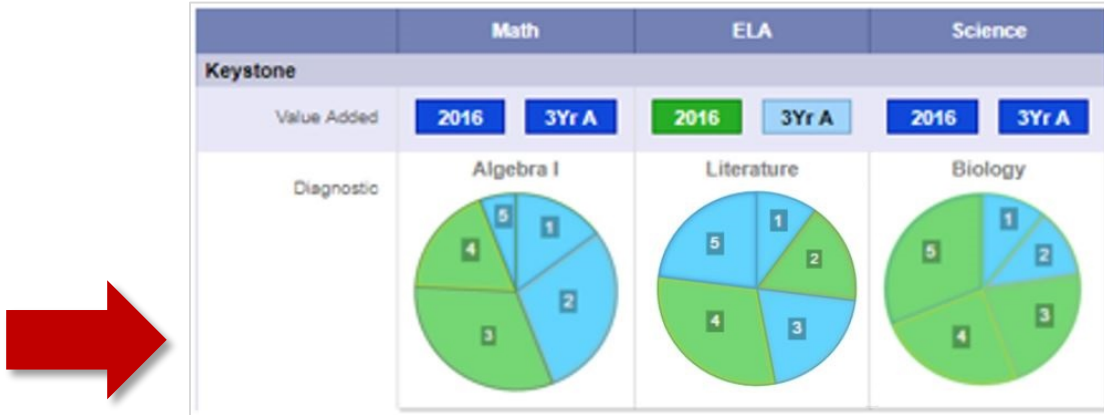 Math ELA Science
Keystone
Value Added 2016 3Yr A 2016 3Yr A 2016 3Yr A
Diagnostic
Algebra I Literature Biology
5 1 4 2 3
1 5 2 4 3
1 5 2 3 4